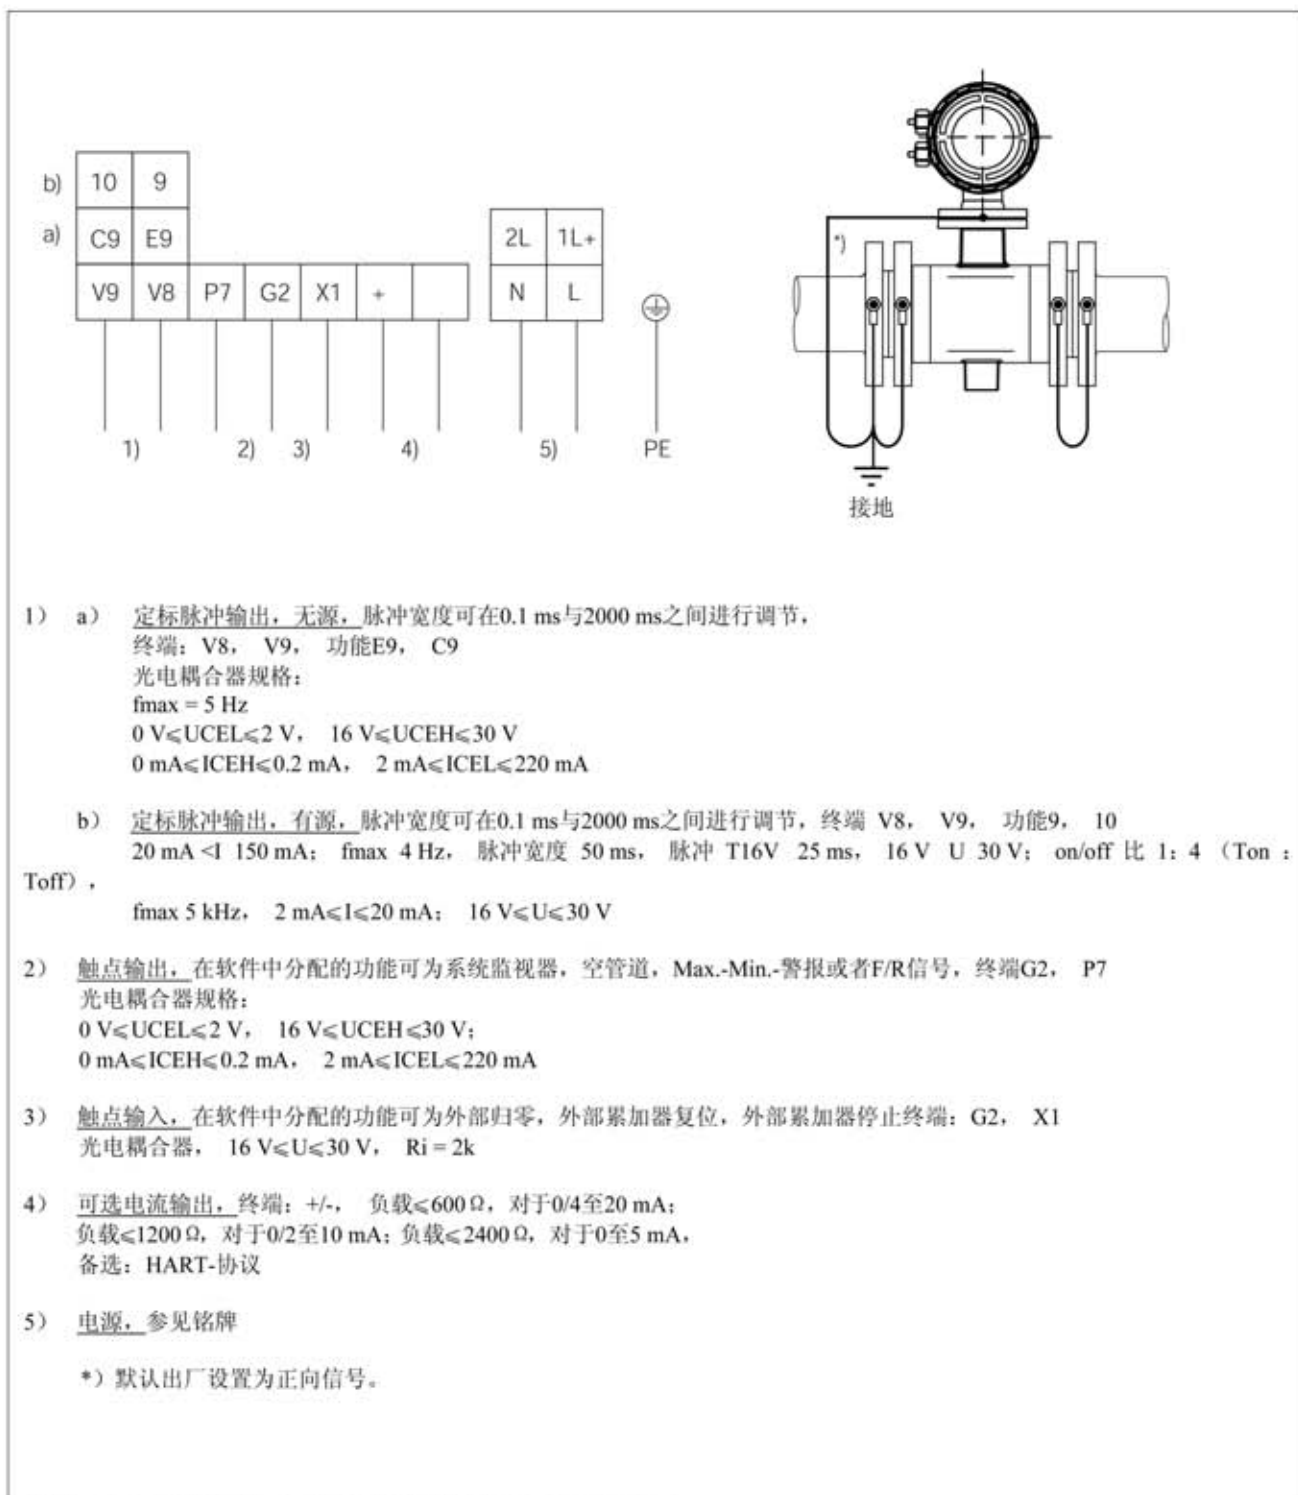 b) 10 9
a) C9 E9 2L 1L+
V9 V8 P7 G2 X1 + N L
*)
1) 2) 3) 4) 5) PE
接地
1） a） 定标脉冲输出，无源，脉冲宽度可在0.1 ms与2000 ms之间进行调节，
终端：V8， V9， 功能E9， C9
光电耦合器规格：
fmax = 5 Hz
0 V≤UCEL≤2 V， 16 V≤UCEH≤30 V
0 mA≤ICEH≤0.2 mA， 2 mA≤ICEL≤220 mA
b） 定标脉冲输出，有源，脉冲宽度可在0.1 ms与2000 ms之间进行调节，终端 V8， V9， 功能9， 10
20 mA <I 150 mA； fmax 4 Hz， 脉冲宽度 50 ms， 脉冲 T16V 25 ms， 16 V U 30 V； on/off 比 1：4 （Ton ：
Toff），
fmax 5 kHz， 2 mA≤I≤20 mA； 16 V≤U≤30 V
2） 触点输出，在软件中分配的功能可为系统监视器，空管道，Max.-Min.-警报或者F/R信号，终端G2， P7
光电耦合器规格：
0 V≤UCEL≤2 V， 16 V≤UCEH≤30 V；
0 mA≤ICEH≤0.2 mA， 2 mA≤ICEL≤220 mA
3） 触点输入，在软件中分配的功能可为外部归零，外部累加器复位，外部累加器停止终端：G2， X1
光电耦合器， 16 V≤U≤30 V， Ri = 2k
4） 可选电流输出，终端：+/-， 负载≤600 Ω，对于0/4至20 mA；
负载≤1200 Ω，对于0/2至10 mA；负载≤2400 Ω，对于0至5 mA，
备选：HART-协议
5） 电源，参见铭牌
*）默认出厂设置为正向信号。